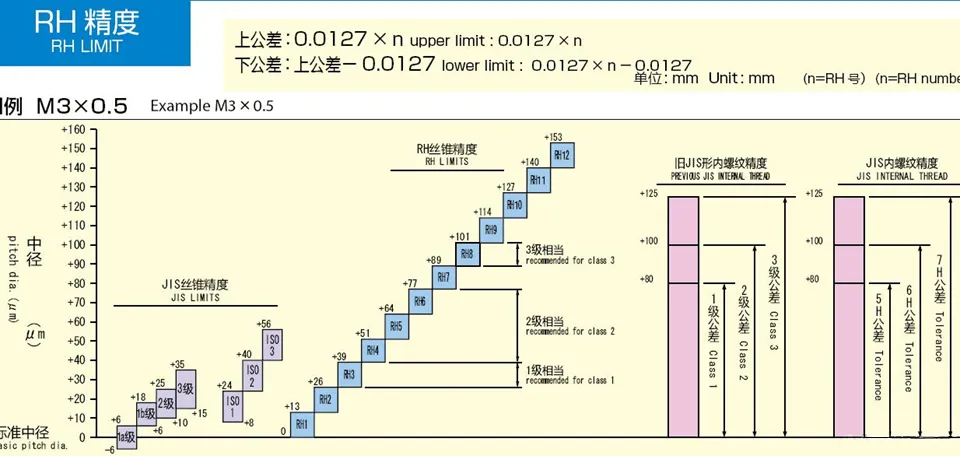 RH 精度
RH LIMIT
上公差：0.0127×n upper limit : 0.0127×n
下公差：上公差－0.0127 lower limit : 0.0127×n－0.0127
单位：mm Unit : mm (n=RH 号) (n=RH numbe
例 M3×0.5 Example M3×0.5
+160
+150
+140
+130
+120
+110
+100
+90
+80
+70
+60
+50
+40
+30
+20
+10
0
-6
中径
pitch dia. (μm)
(μm)
标准中径
asic pitch dia.
JIS丝锥精度
JIS LIMITS
+6
1a级
+18
1b级
+6
+25
2级
+10
+35
3级
+15
+24
ISO 1
+8
+40
ISO 2
+56
ISO 3
RH丝锥精度
RH LIMITS
0
+13
RH1
+26
RH2
+39
RH3
+51
RH4
+64
RH5
+77
RH6
+89
RH7
+101
RH8
+114
RH9
+127
RH10
+140
RH11
+153
RH12
3级相当
recommended for class 3
2级相当
recommended for class 2
1级相当
recommended for class 1
旧JIS形内螺纹精度
PREVIOUS JIS INTERNAL THREAD
+125
+100
+80
1级公差 Class 1
2级公差 Class 2
3级公差 Class 3
JIS内螺纹精度
JIS INTERNAL THREAD
+125
+100
+80
5H公差 Tolerance
6H公差 Tolerance
7H公差 Tolerance